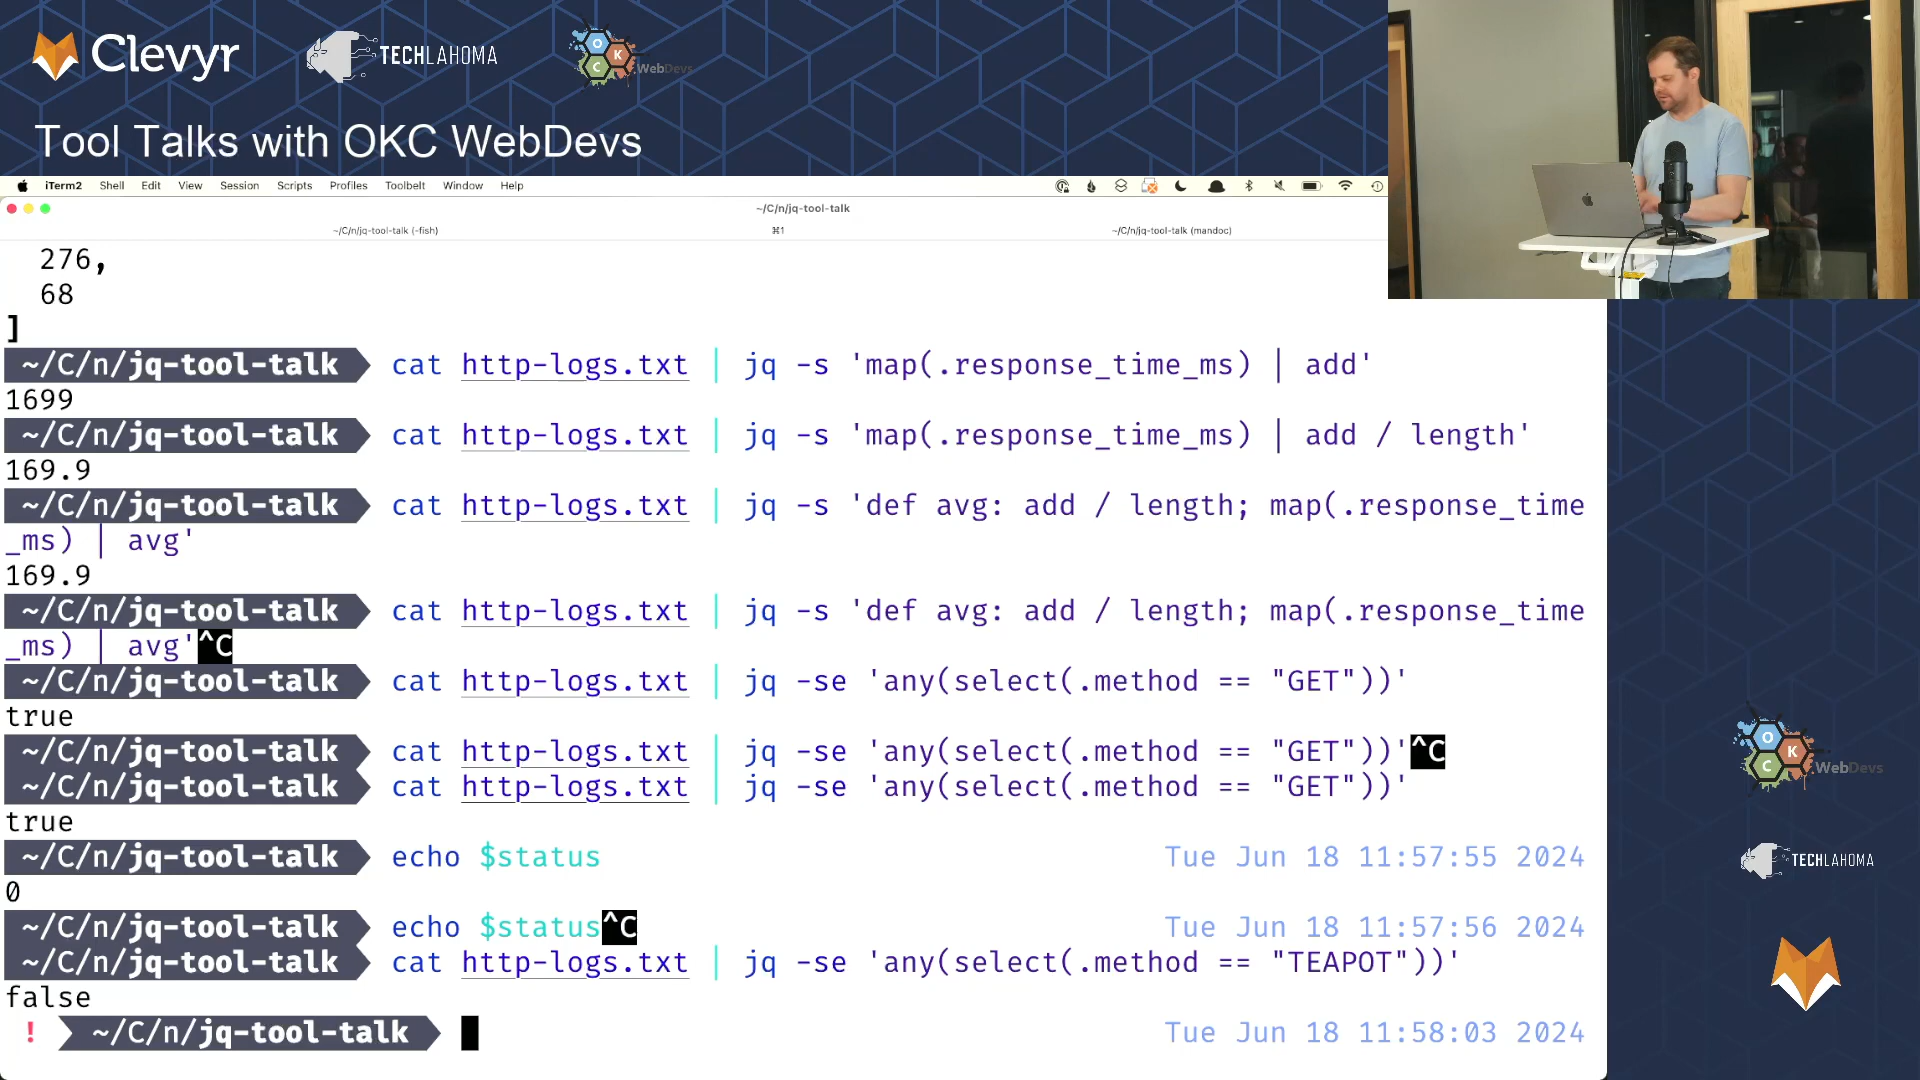 Clevyr
TECHLAHOMA
O
K
C
WebDevs
Tool Talks with OKC WebDevs
iTerm2 Shell Edit View Session Scripts Profiles Toolbelt Window Help
~/C/n/jq-tool-talk
~/C/n/jq-tool-talk (-fish)
⌘1
~/C/n/jq-tool-talk (mandoc)
276,
68
]
~/C/n/jq-tool-talk cat http-logs.txt | jq -s 'map(.response_time_ms) | add'
1699
~/C/n/jq-tool-talk cat http-logs.txt | jq -s 'map(.response_time_ms) | add / length'
169.9
~/C/n/jq-tool-talk cat http-logs.txt | jq -s 'def avg: add / length; map(.response_time
_ms) | avg'
169.9
~/C/n/jq-tool-talk cat http-logs.txt | jq -s 'def avg: add / length; map(.response_time
_ms) | avg'^C
~/C/n/jq-tool-talk cat http-logs.txt | jq -se 'any(select(.method == "GET"))'
true
~/C/n/jq-tool-talk cat http-logs.txt | jq -se 'any(select(.method == "GET"))'^C
~/C/n/jq-tool-talk cat http-logs.txt | jq -se 'any(select(.method == "GET"))'
true
~/C/n/jq-tool-talk echo $status Tue Jun 18 11:57:55 2024
0
~/C/n/jq-tool-talk echo $status^C Tue Jun 18 11:57:56 2024
~/C/n/jq-tool-talk cat http-logs.txt | jq -se 'any(select(.method == "TEAPOT"))'
false
! ~/C/n/jq-tool-talk Tue Jun 18 11:58:03 2024
O
K
C
WebDevs
TECHLAHOMA